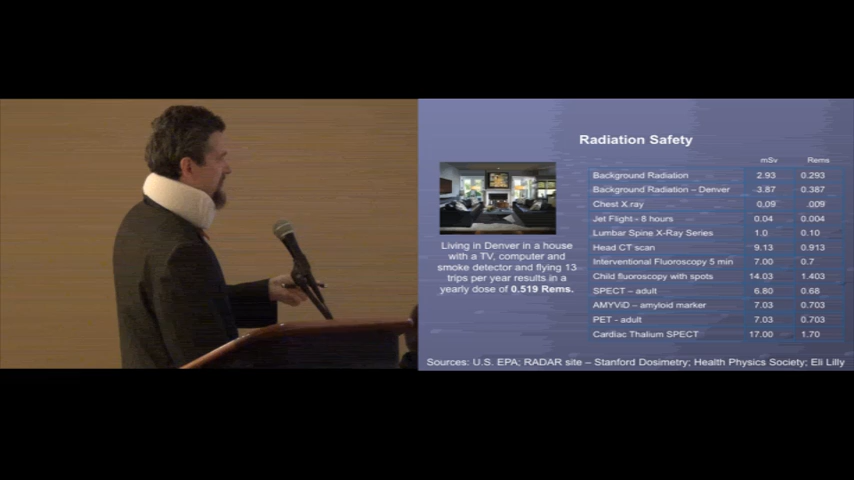 Radiation Safety
mSv Rems
Background Radiation 2.93 0.293
Background Radiation – Denver 3.87 0.387
Chest X ray 0.09 .009
Jet Flight - 8 hours 0.04 0.004
Lumbar Spine X-Ray Series 1.0 0.10
Head CT scan 9.13 0.913
Interventional Fluoroscopy 5 min 7.00 0.7
Child fluoroscopy with spots 14.03 1.403
SPECT – adult 6.80 0.68
AMYViD – amyloid marker 7.03 0.703
PET - adult 7.03 0.703
Cardiac Thalium SPECT 17.00 1.70
Living in Denver in a house
with a TV, computer and
smoke detector and flying 13
trips per year results in a
yearly dose of 0.519 Rems.
Sources: U.S. EPA; RADAR site – Stanford Dosimetry; Health Physics Society; Eli Lilly